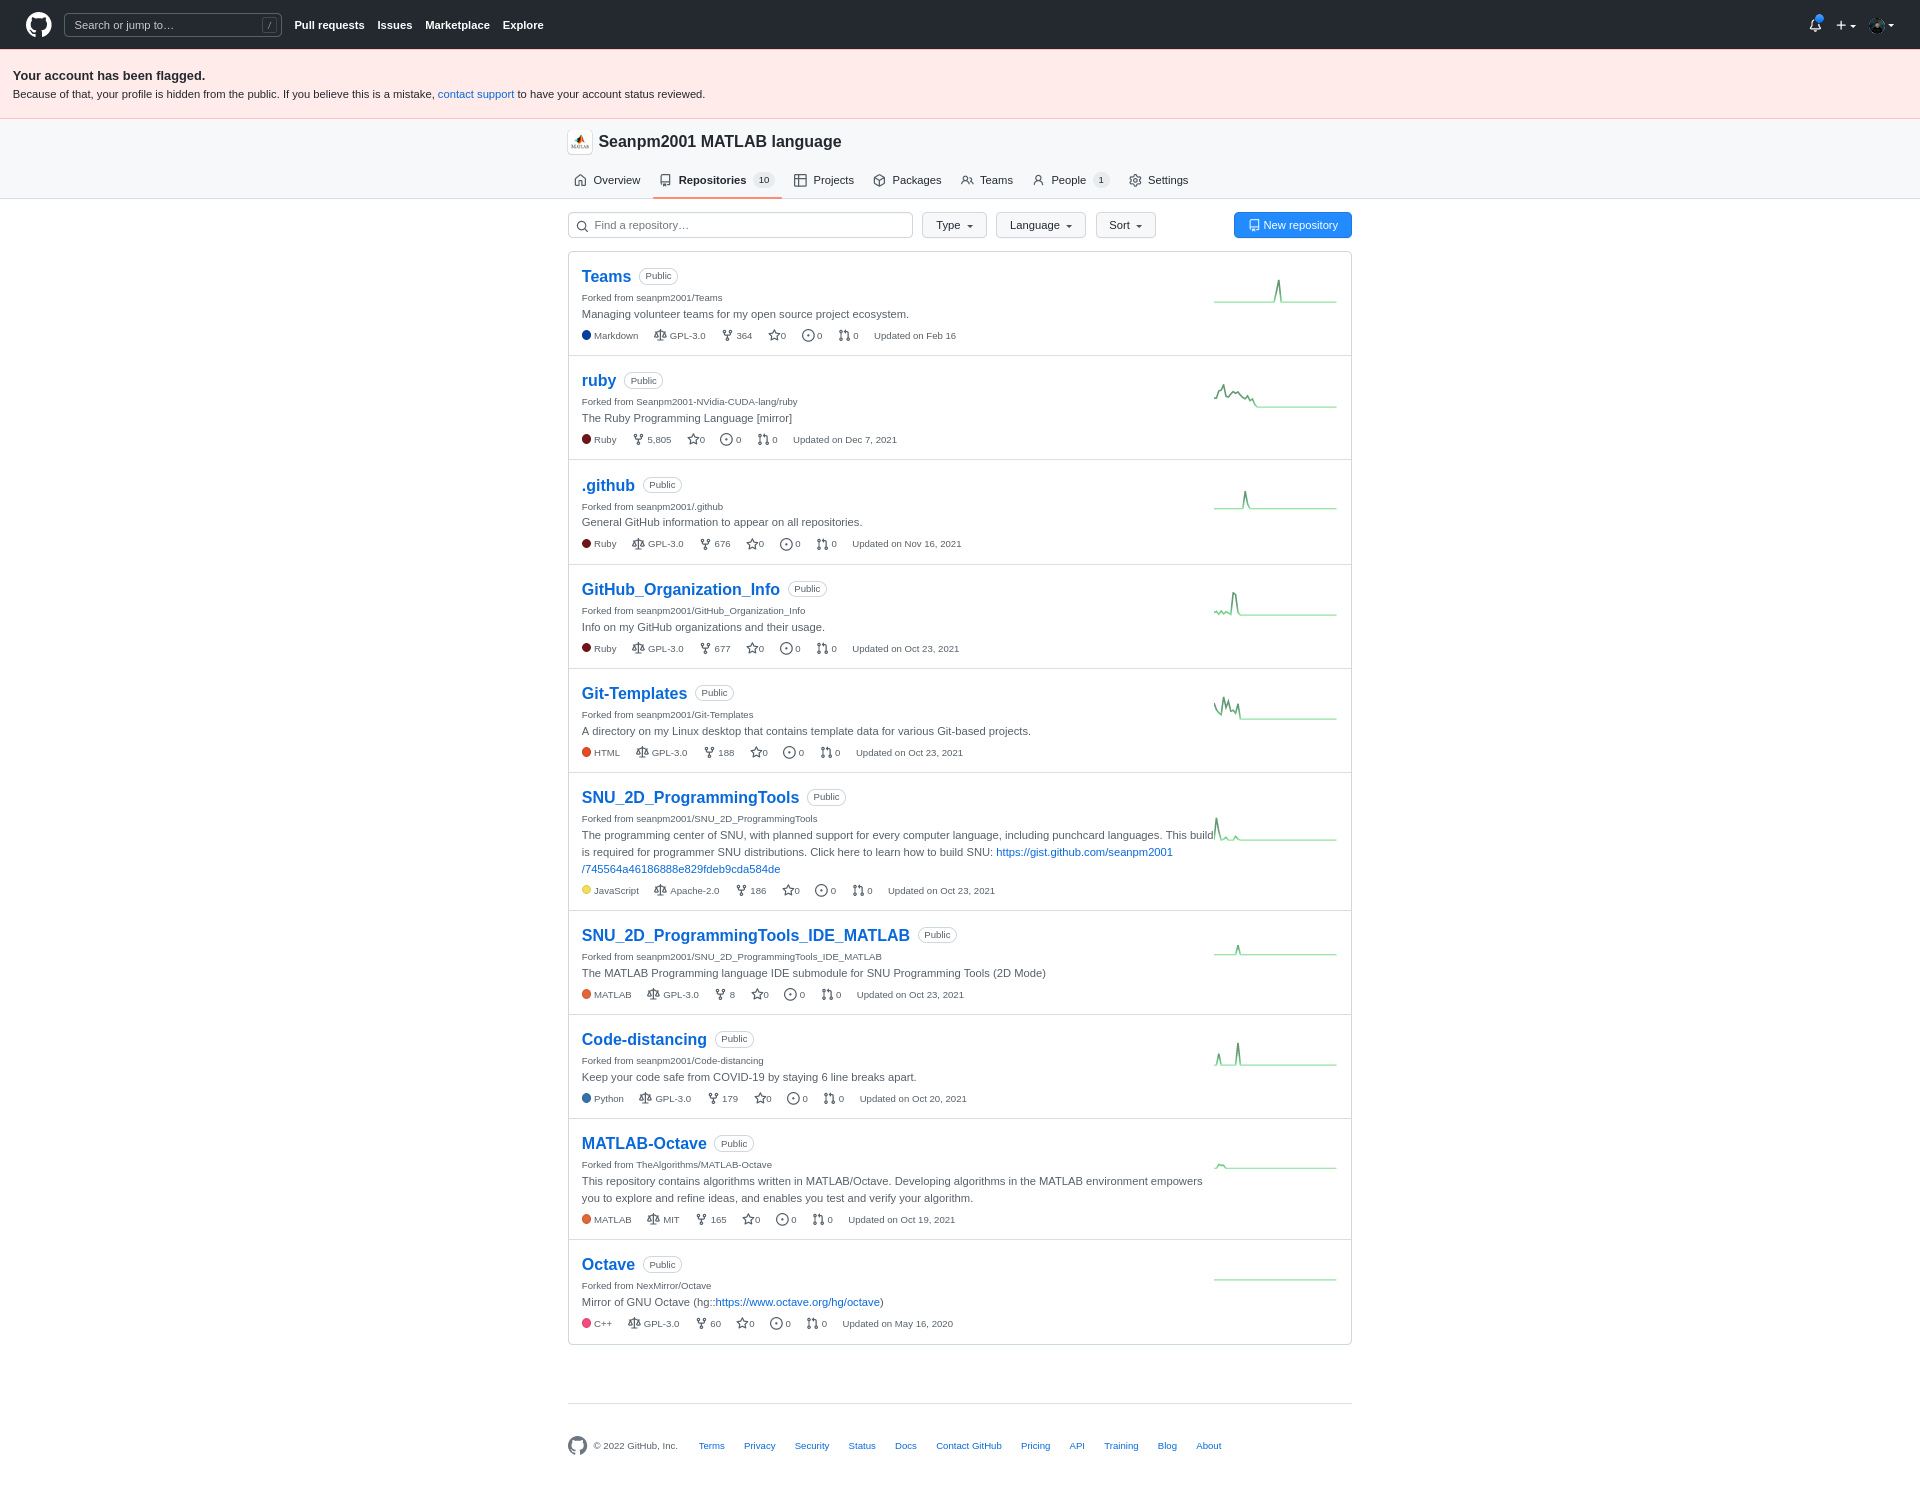 Search or jump to… /
Pull requests Issues Marketplace Explore
Your account has been flagged.
Because of that, your profile is hidden from the public. If you believe this is a mistake, contact support to have your account status reviewed.
MATLAB
Seanpm2001 MATLAB language
Overview Repositories 10 Projects Packages Teams People 1 Settings
Find a repository… Type Language Sort New repository
Teams Public
Forked from seanpm2001/Teams
Managing volunteer teams for my open source project ecosystem.
Markdown GPL-3.0 364 0 0 0 Updated on Feb 16
ruby Public
Forked from Seanpm2001-NVidia-CUDA-lang/ruby
The Ruby Programming Language [mirror]
Ruby 5,805 0 0 0 Updated on Dec 7, 2021
.github Public
Forked from seanpm2001/.github
General GitHub information to appear on all repositories.
Ruby GPL-3.0 676 0 0 0 Updated on Nov 16, 2021
GitHub_Organization_Info Public
Forked from seanpm2001/GitHub_Organization_Info
Info on my GitHub organizations and their usage.
Ruby GPL-3.0 677 0 0 0 Updated on Oct 23, 2021
Git-Templates Public
Forked from seanpm2001/Git-Templates
A directory on my Linux desktop that contains template data for various Git-based projects.
HTML GPL-3.0 188 0 0 0 Updated on Oct 23, 2021
SNU_2D_ProgrammingTools Public
Forked from seanpm2001/SNU_2D_ProgrammingTools
The programming center of SNU, with planned support for every computer language, including punchcard languages. This build
is required for programmer SNU distributions. Click here to learn how to build SNU: https://gist.github.com/seanpm2001
/745564a46186888e829fdeb9cda584de
JavaScript Apache-2.0 186 0 0 0 Updated on Oct 23, 2021
SNU_2D_ProgrammingTools_IDE_MATLAB Public
Forked from seanpm2001/SNU_2D_ProgrammingTools_IDE_MATLAB
The MATLAB Programming language IDE submodule for SNU Programming Tools (2D Mode)
MATLAB GPL-3.0 8 0 0 0 Updated on Oct 23, 2021
Code-distancing Public
Forked from seanpm2001/Code-distancing
Keep your code safe from COVID-19 by staying 6 line breaks apart.
Python GPL-3.0 179 0 0 0 Updated on Oct 20, 2021
MATLAB-Octave Public
Forked from TheAlgorithms/MATLAB-Octave
This repository contains algorithms written in MATLAB/Octave. Developing algorithms in the MATLAB environment empowers
you to explore and refine ideas, and enables you test and verify your algorithm.
MATLAB MIT 165 0 0 0 Updated on Oct 19, 2021
Octave Public
Forked from NexMirror/Octave
Mirror of GNU Octave (hg::https://www.octave.org/hg/octave)
C++ GPL-3.0 60 0 0 0 Updated on May 16, 2020
© 2022 GitHub, Inc. Terms Privacy Security Status Docs Contact GitHub Pricing API Training Blog About